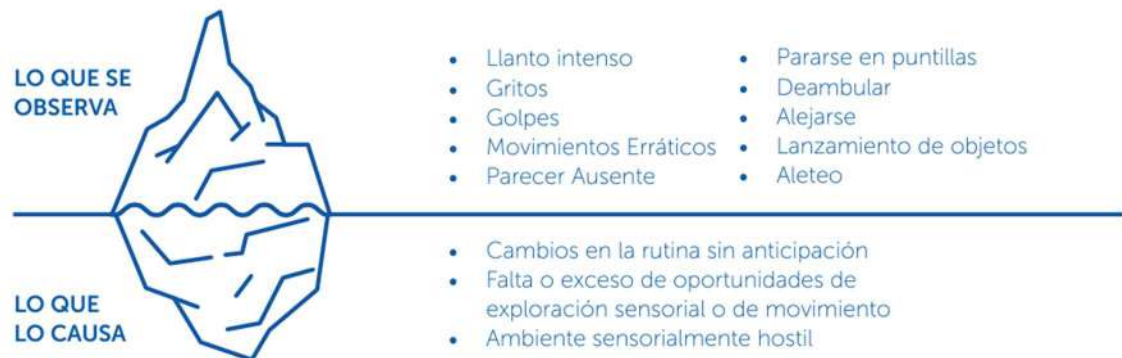 LO QUE SE
OBSERVA
• Llanto intenso
• Gritos
• Golpes
• Movimientos Erráticos
• Parecer Ausente
• Pararse en puntillas
• Deambular
• Alejarse
• Lanzamiento de objetos
• Aleteo
LO QUE
LO CAUSA
• Cambios en la rutina sin anticipación
• Falta o exceso de oportunidades de
exploración sensorial o de movimiento
• Ambiente sensorialmente hostil